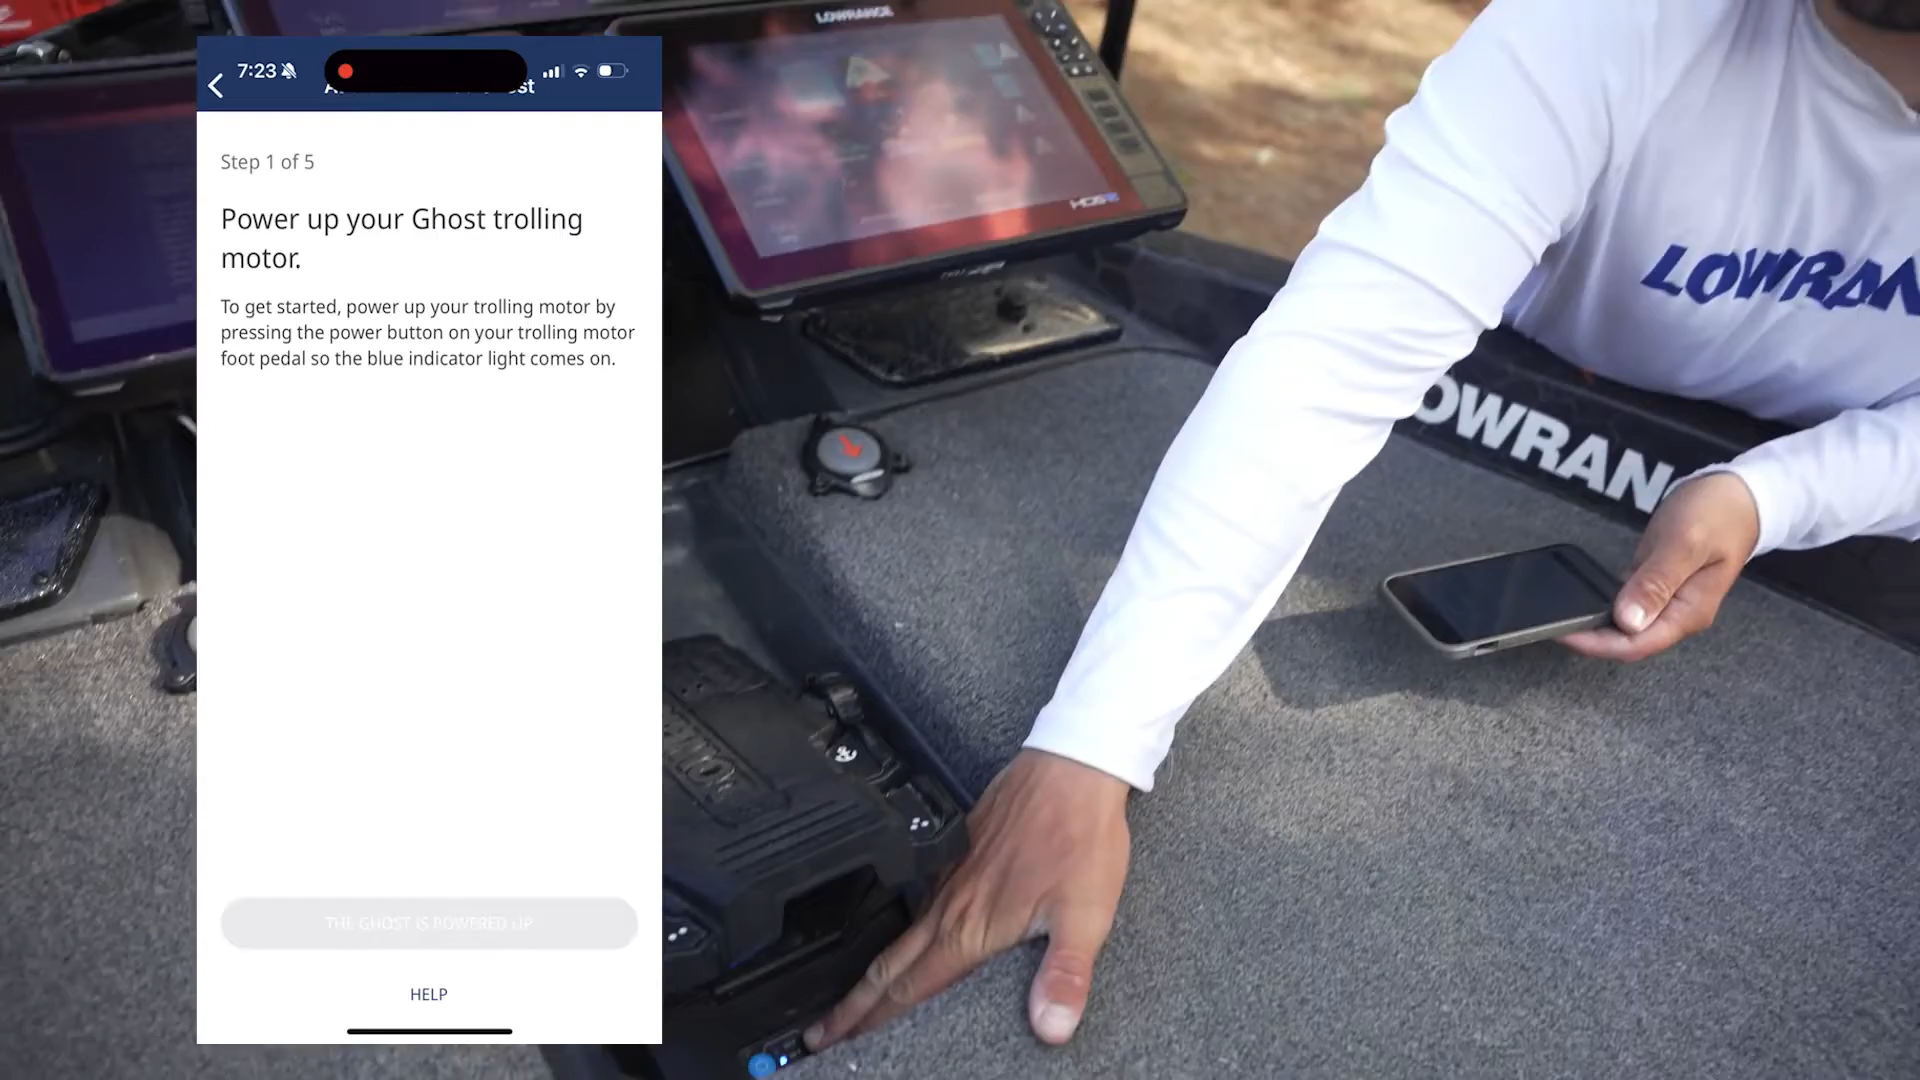 7:23
Step 1 of 5
Power up your Ghost trolling
motor.
To get started, power up your trolling motor by
pressing the power button on your trolling motor
foot pedal so the blue indicator light comes on.
THE GHOST IS POWERED UP
HELP
LOWRANCE
HDS
LOWRAN
OWRAN